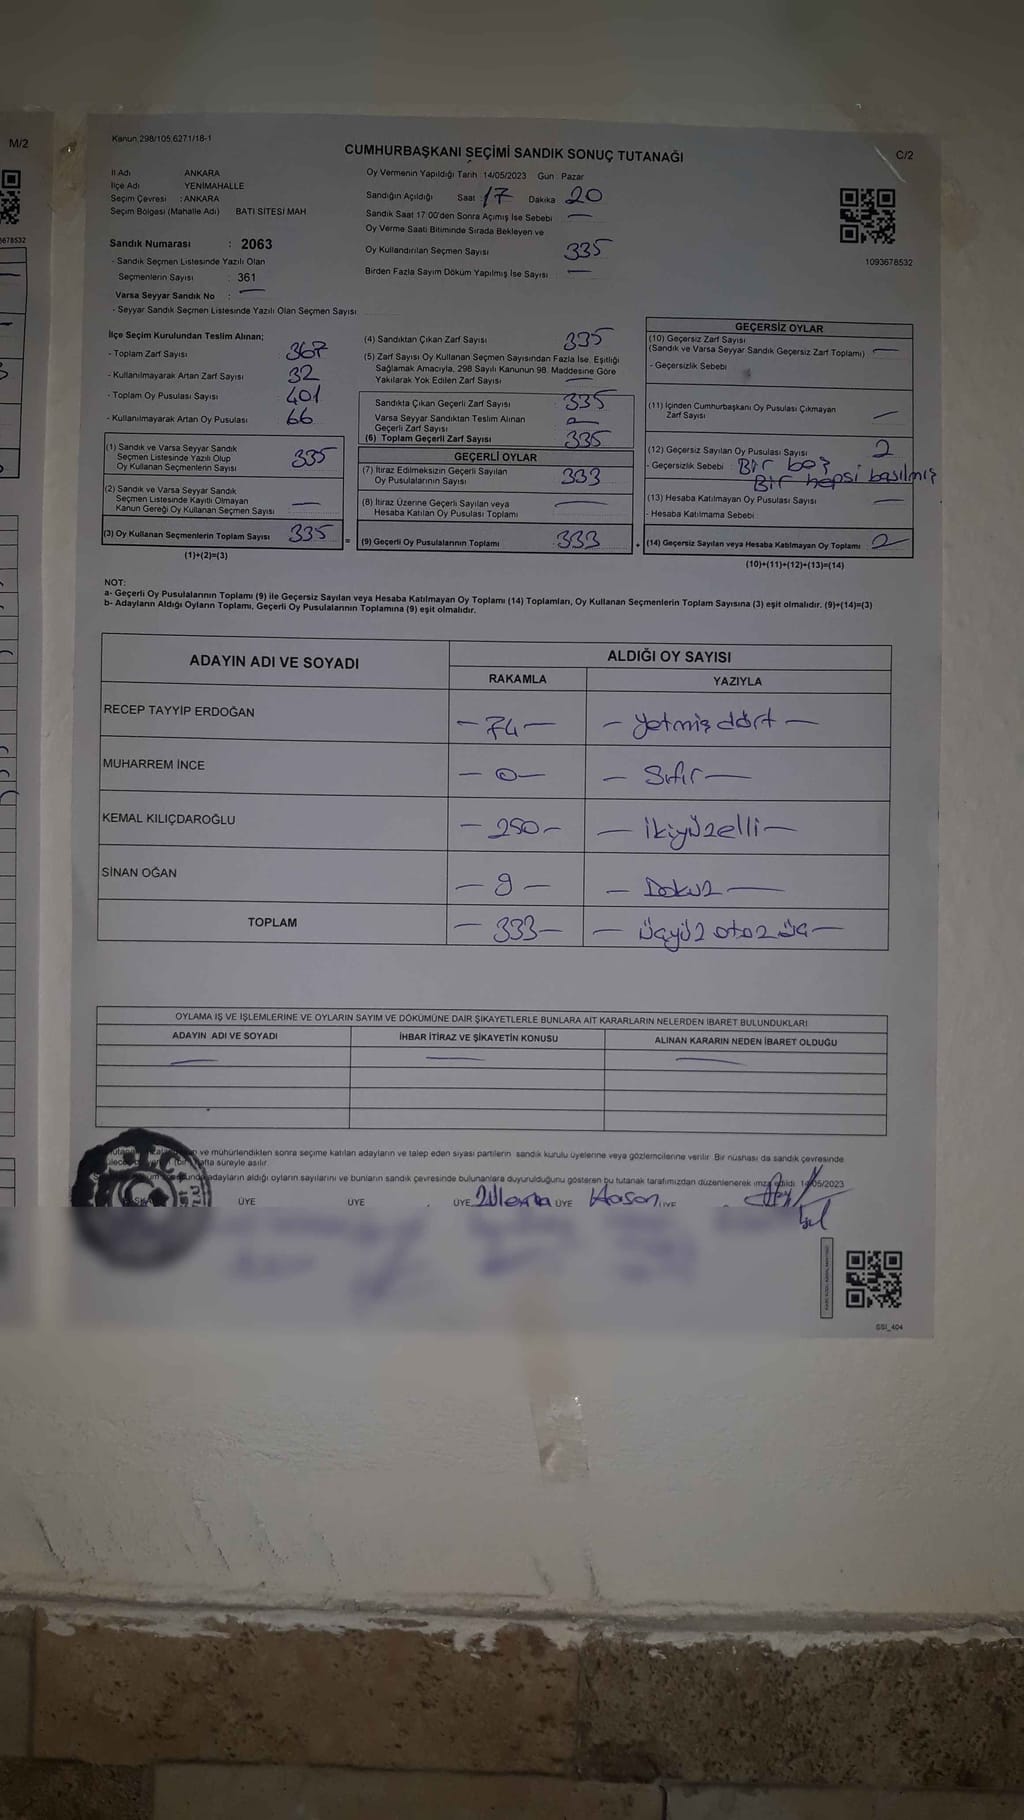 M/2
Kanun 298/105;6271/18-1
C/2
CUMHURBAŞKANI SEÇİMİ SANDIK SONUÇ TUTANAĞI
İl Adı ANKARA
İlçe Adı YENİMAHALLE
Seçim Çevresi : ANKARA
Seçim Bölgesi (Mahalle Adı) BATI SİTESİ MAH
Sandık Numarası : 2063
- Sandık Seçmen Listesinde Yazılı Olan
Seçmenlerin Sayısı : 361
Varsa Seyyar Sandık No : —
- Seyyar Sandık Seçmen Listesinde Yazılı Olan Seçmen Sayısı
Oy Vermenin Yapıldığı Tarih :14/05/2023 Gün : Pazar
Sandığın Açıldığı Saat 17 Dakika 20
Sandık Saat 17:00'den Sonra Açımış İse Sebebi —
Oy Verme Saati Bitiminde Sırada Bekleyen ve
Oy Kullandırılan Seçmen Sayısı 335
Birden Fazla Sayım Döküm Yapılmış İse Sayısı —
1093678532
678532
İlçe Seçim Kurulundan Teslim Alınan;
- Toplam Zarf Sayısı 367
- Kullanılmayarak Artan Zarf Sayısı 32
- Toplam Oy Pusulası Sayısı 401
- Kullanılmayarak Artan Oy Pusulası 66
(1) Sandık ve Varsa Seyyar Sandık
Seçmen Listesinde Yazılı Olup
Oy Kullanan Seçmenlerin Sayısı 335
(2) Sandık ve Varsa Seyyar Sandık
Seçmen Listesinde Kayıtlı Olmayan
Kanun Gereği Oy Kullanan Seçmen Sayısı —
(3) Oy Kullanan Seçmenlerin Toplam Sayısı 335
(1)+(2)=(3)
=
(4) Sandıktan Çıkan Zarf Sayısı 335
(5) Zarf Sayısı Oy Kullanan Seçmen Sayısından Fazla İse, Eşitliği
Sağlamak Amacıyla, 298 Sayılı Kanunun 98. Maddesine Göre
Yakılarak Yok Edilen Zarf Sayısı —
Sandıkta Çıkan Geçerli Zarf Sayısı 335
Varsa Seyyar Sandıktan Teslim Alınan
Geçerli Zarf Sayısı
(6) Toplam Geçerli Zarf Sayısı 335
GEÇERLİ OYLAR
(7) İtiraz Edilmeksizin Geçerli Sayılan
Oy Pusulalarının Sayısı 333
(8) İtiraz Üzerine Geçerli Sayılan veya
Hesaba Katılan Oy Pusulası Toplamı —
(9) Geçerli Oy Pusulalarının Toplamı 333
+
GEÇERSİZ OYLAR
(10) Geçersiz Zarf Sayısı
(Sandık ve Varsa Seyyar Sandık Geçersiz Zarf Toplamı) —
- Geçersizlik Sebebi
(11) İçinden Cumhurbaşkanı Oy Pusulası Çıkmayan
Zarf Sayısı —
(12) Geçersiz Sayılan Oy Pusulası Sayısı 2
- Geçersizlik Sebebi Bir boş
Bir hepsi basılmış
(13) Hesaba Katılmayan Oy Pusulası Sayısı —
- Hesaba Katılmama Sebebi
(14) Geçersiz Sayılan veya Hesaba Katılmayan Oy Toplamı 2
(10)+(11)+(12)+(13)=(14)
NOT:
a- Geçerli Oy Pusulalarının Toplamı (9) ile Geçersiz Sayılan veya Hesaba Katılmayan Oy Toplamı (14) Toplamları, Oy Kullanan Seçmenlerin Toplam Sayısına (3) eşit olmalıdır. (9)+(14)=(3)
b- Adayların Aldığı Oyların Toplamı, Geçerli Oy Pusulalarının Toplamına (9) eşit olmalıdır.
ADAYIN ADI VE SOYADI ALDIĞI OY SAYISI
RAKAMLA YAZIYLA
RECEP TAYYİP ERDOĞAN — 74 — — yetmiş dört —
MUHARREM İNCE — 0 — — Sıfır —
KEMAL KILIÇDAROĞLU — 250 — — ikiyüzelli —
SİNAN OĞAN — 9 — — Dokuz —
TOPLAM — 333 — — üçyüz otoz üç —
OYLAMA İŞ VE İŞLEMLERİNE VE OYLARIN SAYIM VE DÖKÜMÜNE DAİR ŞİKAYETLERLE BUNLARA AİT KARARLARIN NELERDEN İBARET BULUNDUKLARI
ADAYIN ADI VE SOYADI İHBAR İTİRAZ VE ŞİKAYETİN KONUSU ALINAN KARARIN NEDEN İBARET OLDUĞU
— — —
ve mühürlendikten sonra seçime katılan adayların ve talep eden siyasi partilerin sandık kurulu üyelerine veya gözlemcilerine verilir. Bir nüshası da sandık çevresinde
hafta süreyle asılır.
adayların aldığı oyların sayılarını ve bunların sandık çevresinde bulunanlara duyurulduğunu gösteren bu tutanak tarafımızdan düzenlenerek imza edildi. 14/05/2023
ÜYE ÜYE ÜYE ÜYE Hasan ÜYE
GSI_404